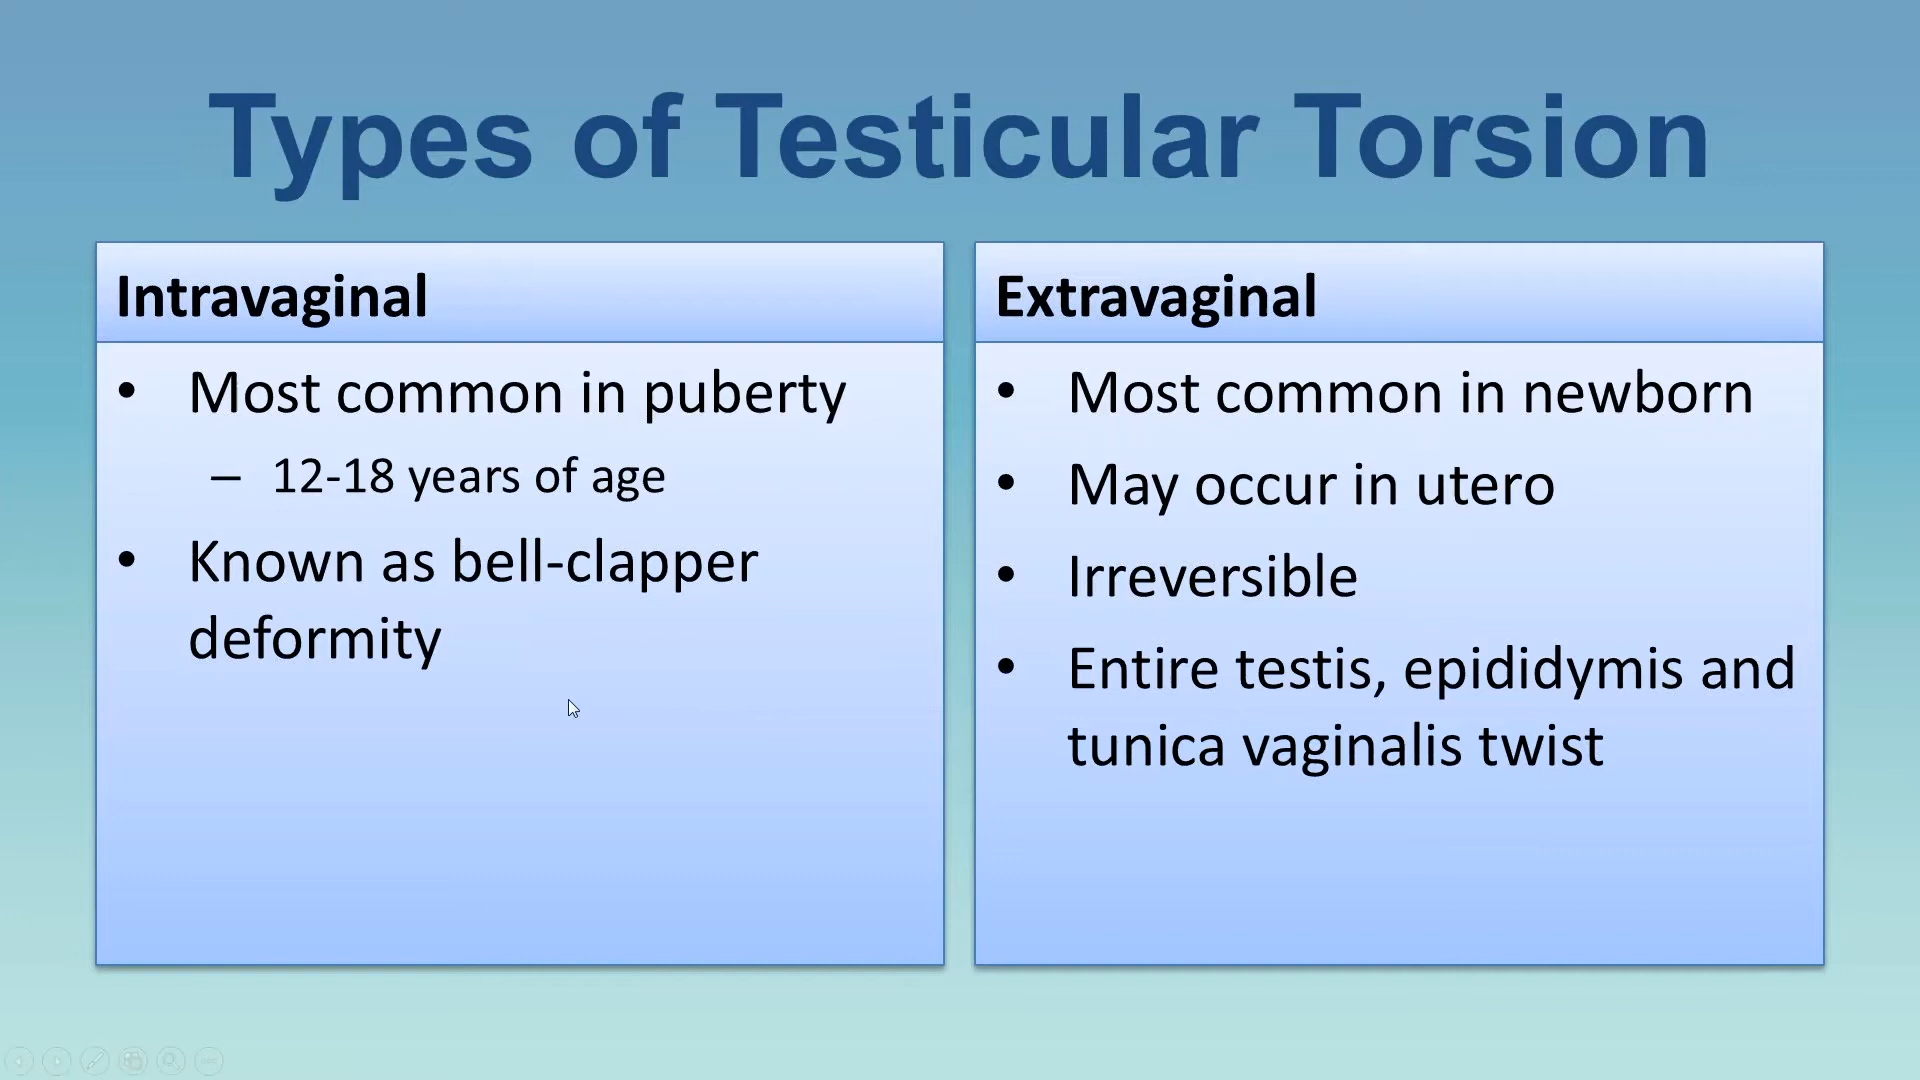 Types of Testicular Torsion
Intravaginal
• Most common in puberty
– 12-18 years of age
• Known as bell-clapper
deformity
Extravaginal
• Most common in newborn
• May occur in utero
• Irreversible
• Entire testis, epididymis and
tunica vaginalis twist